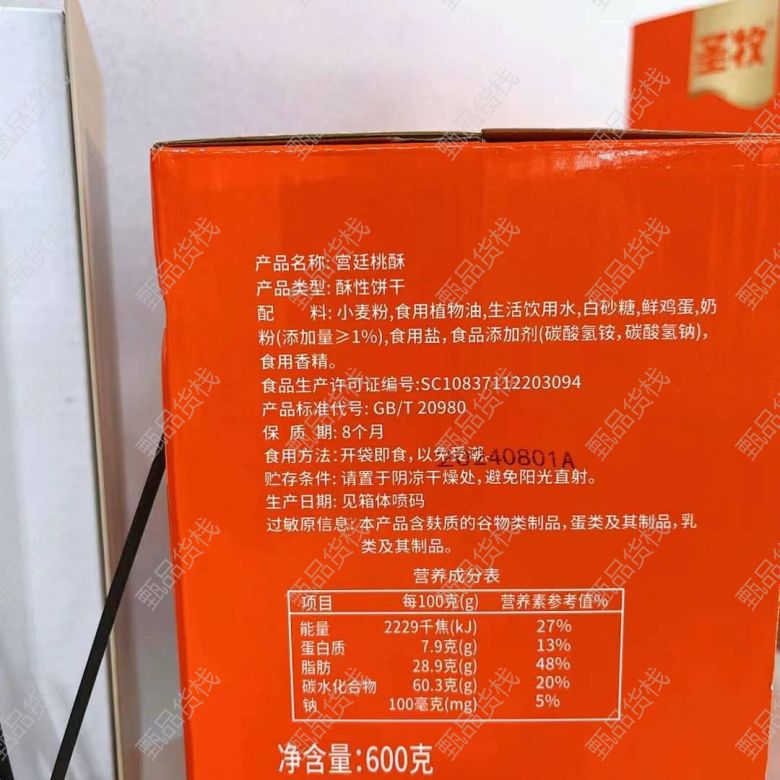 圣牧
产品名称: 宫廷桃酥
产品类型: 酥性饼干
配 料: 小麦粉,食用植物油,生活饮用水,白砂糖,鲜鸡蛋,奶
粉(添加量≥1%),食用盐,食品添加剂(碳酸氢铵,碳酸氢钠),
食用香精。
食品生产许可证编号:SC10837112203094
产品标准代号: GB/T 20980
保 质 期: 8个月
食用方法: 开袋即食,以免受潮。
20240801A
贮存条件: 请置于阴凉干燥处,避免阳光直射。
生产日期: 见箱体喷码
过敏原信息: 本产品含麸质的谷物类制品,蛋类及其制品,乳
类及其制品。
营养成分表
项目 每100克(g) 营养素参考值%
能量 2229千焦(kJ) 27%
蛋白质 7.9克(g) 13%
脂肪 28.9克(g) 48%
碳水化合物 60.3克(g) 20%
钠 100毫克(mg) 5%
净含量: 600克
甄品货栈